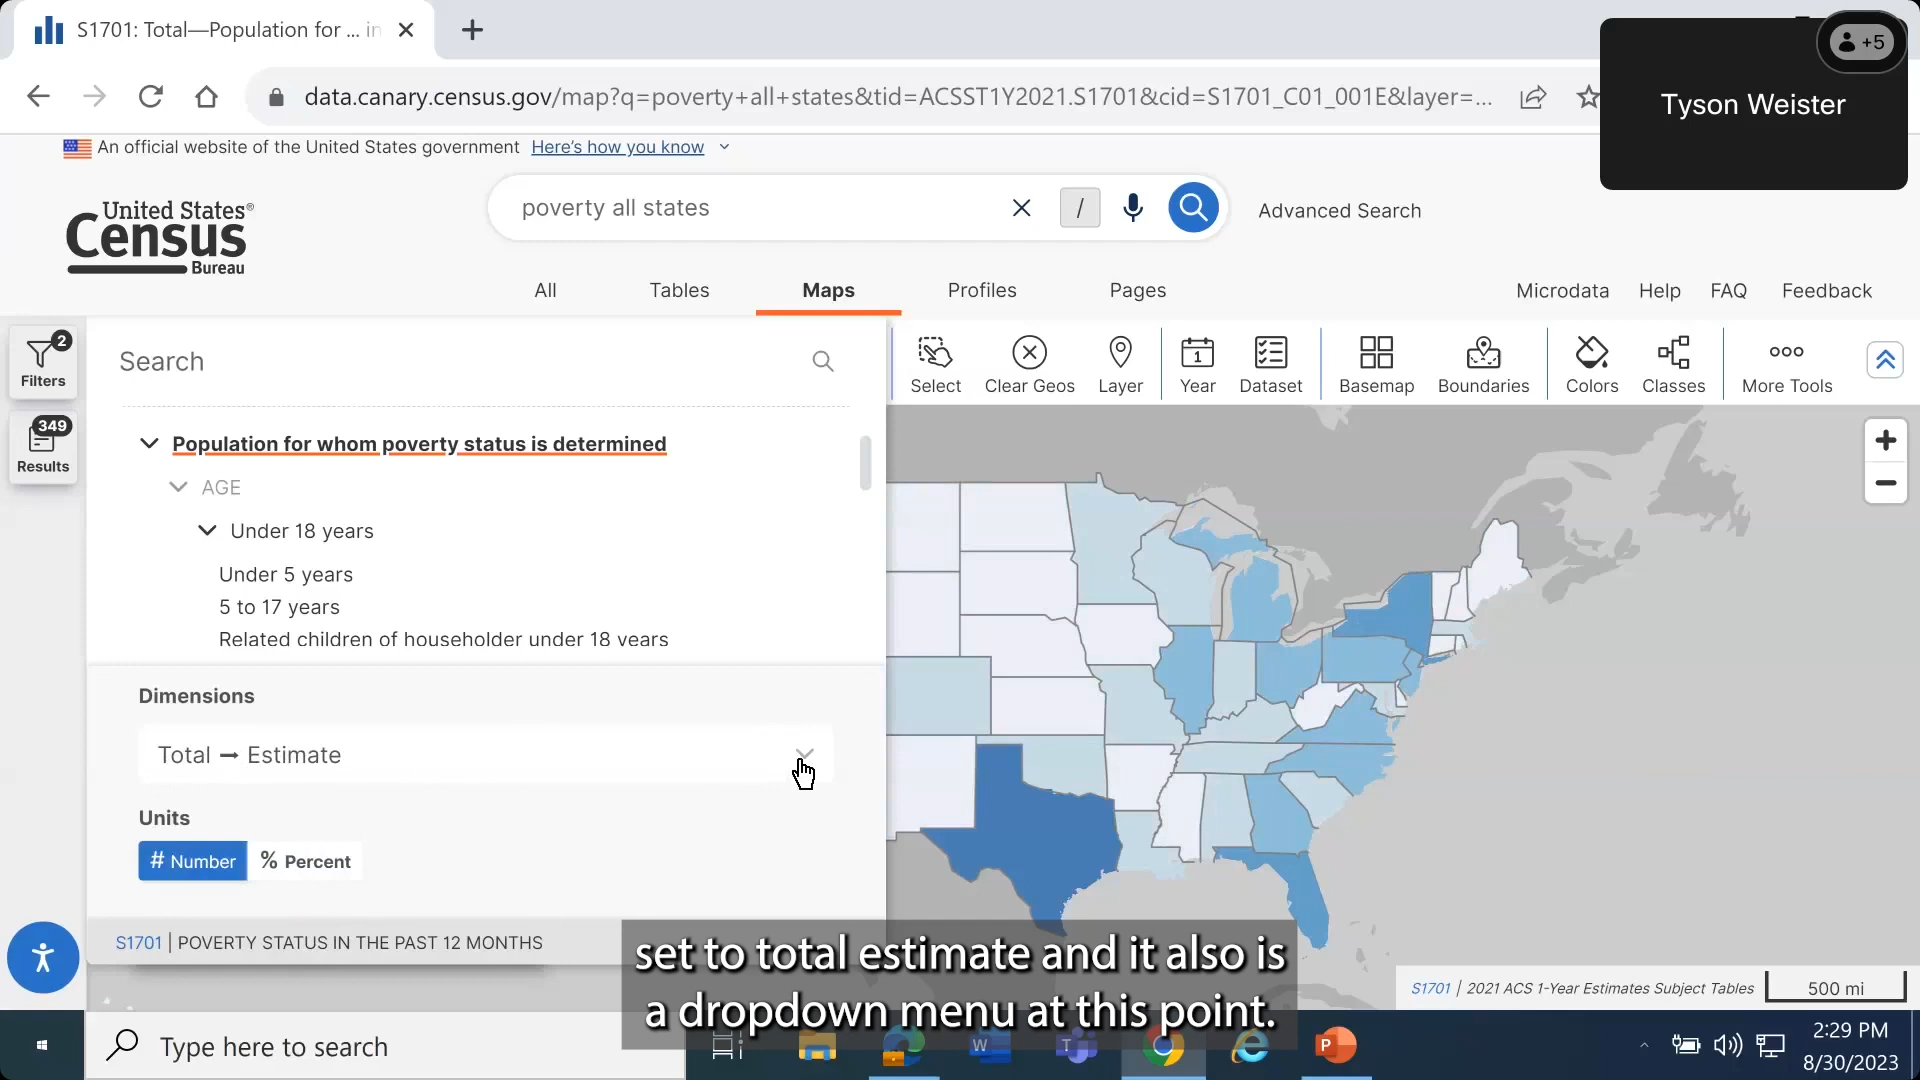 S1701: Total—Population for ... in
+5
Tyson Weister
data.canary.census.gov/map?q=poverty+all+states&tid=ACSST1Y2021.S1701&cid=S1701_C01_001E&layer=...
An official website of the United States government Here's how you know
United States®
Census
Bureau
poverty all states
/
Advanced Search
All Tables Maps Profiles Pages
Microdata Help FAQ Feedback
2
Filters
349
Results
Search
Select Clear Geos Layer Year Dataset Basemap Boundaries Colors Classes More Tools
1
Population for whom poverty status is determined
AGE
Under 18 years
Under 5 years
5 to 17 years
Related children of householder under 18 years
Dimensions
Total → Estimate
Units
# Number % Percent
S1701 | POVERTY STATUS IN THE PAST 12 MONTHS
S1701 | 2021 ACS 1-Year Estimates Subject Tables
500 mi
set to total estimate and it also is
a dropdown menu at this point.
Type here to search
W
T
P
2:29 PM
8/30/2023